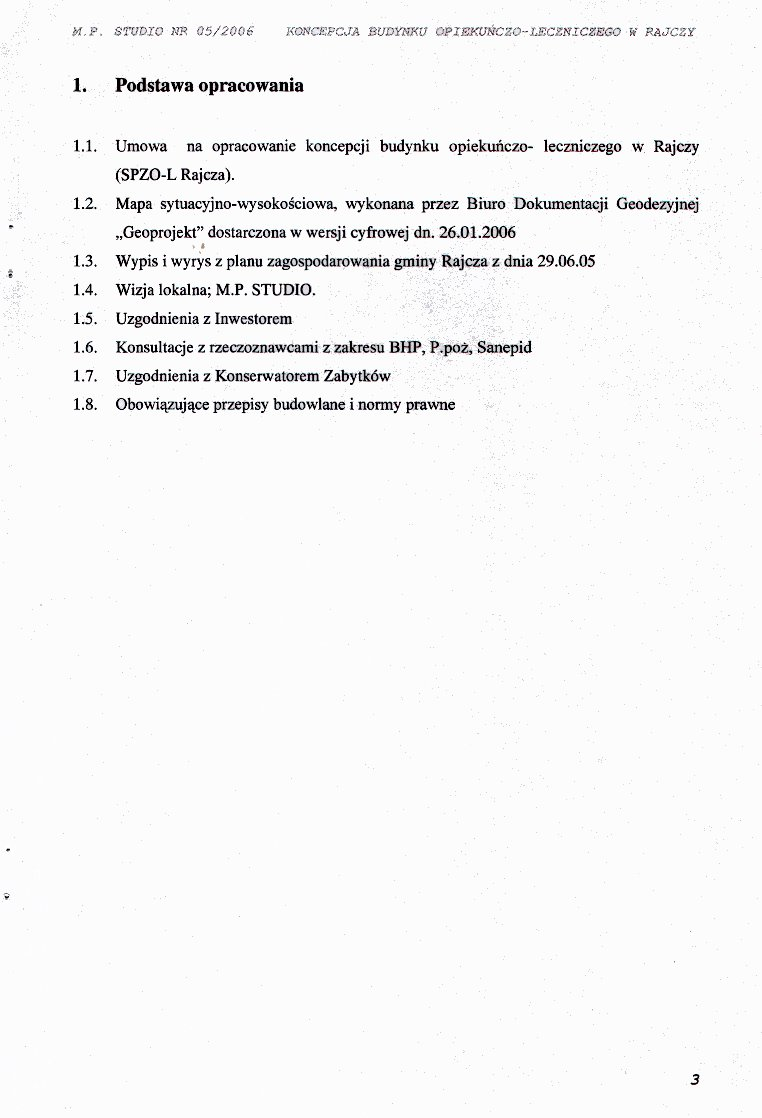 M.P. STUDIO NR 05/2006 KONCEPCJA BUDYNKU OPIEKUŃCZO-LECZNICZEGO W RAJCZY
1. Podstawa opracowania
1.1. Umowa na opracowanie koncepcji budynku opiekuńczo- leczniczego w Rajczy
(SPZO-L Rajcza).
1.2. Mapa sytuacyjno-wysokościowa, wykonana przez Biuro Dokumentacji Geodezyjnej
„Geoprojekt” dostarczona w wersji cyfrowej dn. 26.01.2006
1.3. Wypis i wyrys z planu zagospodarowania gminy Rajcza z dnia 29.06.05
1.4. Wizja lokalna; M.P. STUDIO.
1.5. Uzgodnienia z Inwestorem
1.6. Konsultacje z rzeczoznawcami z zakresu BHP, P.poż, Sanepid
1.7. Uzgodnienia z Konserwatorem Zabytków
1.8. Obowiązujące przepisy budowlane i normy prawne
3